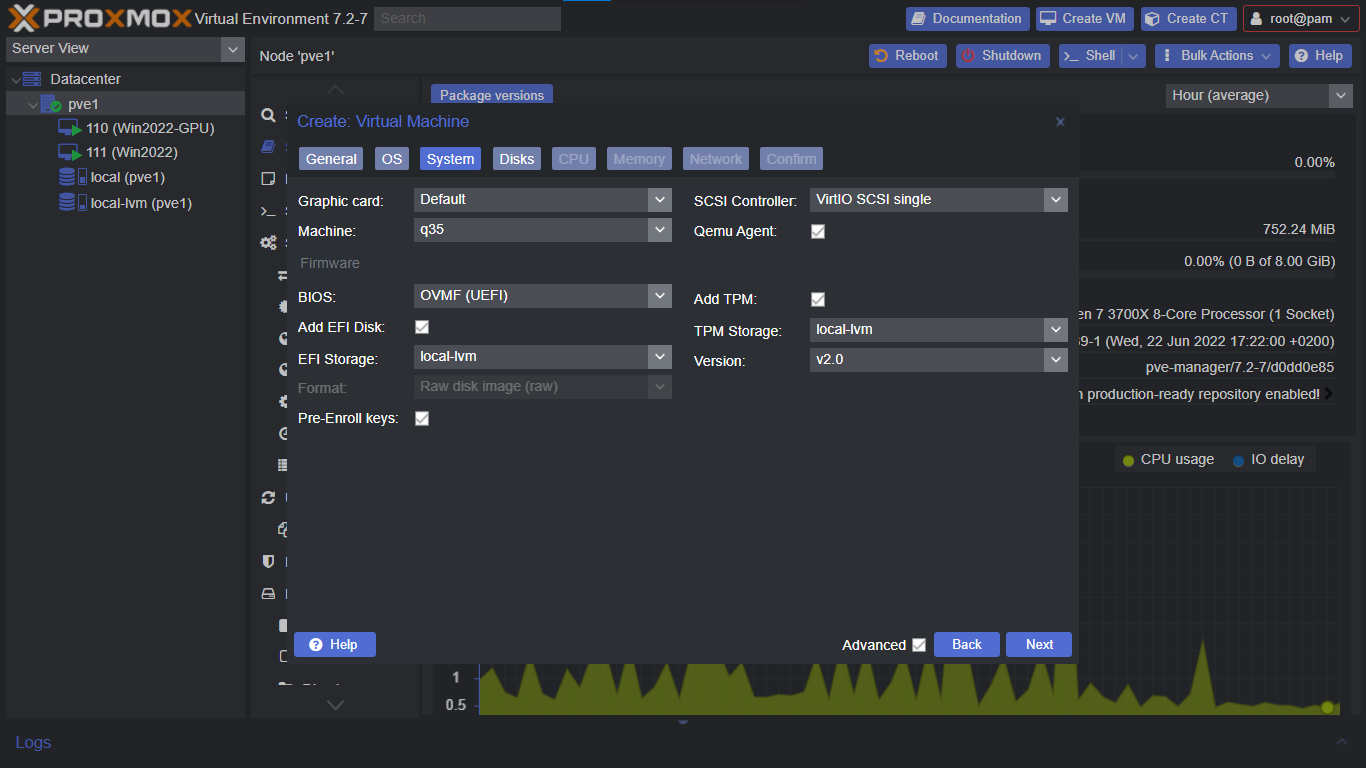 PROXMOX Virtual Environment 7.2-7 Search Documentation Create VM Create CT root@pam
Server View
Node 'pve1' Reboot Shutdown Shell Bulk Actions Help
Datacenter
pve1
110 (Win2022-GPU)
111 (Win2022)
local (pve1)
local-lvm (pve1)
Package versions Hour (average)
Create: Virtual Machine
General OS System Disks CPU Memory Network Confirm
Graphic card: Default SCSI Controller: VirtIO SCSI single
Machine: q35 Qemu Agent:
Firmware
BIOS: OVMF (UEFI) Add TPM:
Add EFI Disk: TPM Storage: local-lvm
EFI Storage: local-lvm Version: v2.0
Format: Raw disk image (raw)
Pre-Enroll keys:
Help Advanced Back Next
0.00%
752.24 MiB
0.00% (0 B of 8.00 GiB)
7 3700X 8-Core Processor (1 Socket)
(Wed, 22 Jun 2022 17:22:00 +0200)
pve-manager/7.2-7/d0dd0e85
production-ready repository enabled!
CPU usage IO delay
1
0.5
Logs